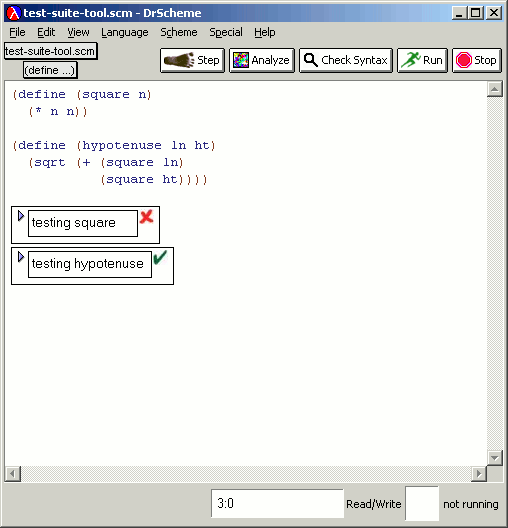 test-suite-tool.scm - DrScheme
File Edit View Language Scheme Special Help
test-suite-tool.scm
(define ...)
Step Analyze Check Syntax Run Stop
(define (square n)
(* n n))
(define (hypotenuse ln ht)
(sqrt (+ (square ln)
(square ht))))
testing square
testing hypotenuse
3:0 Read/Write not running